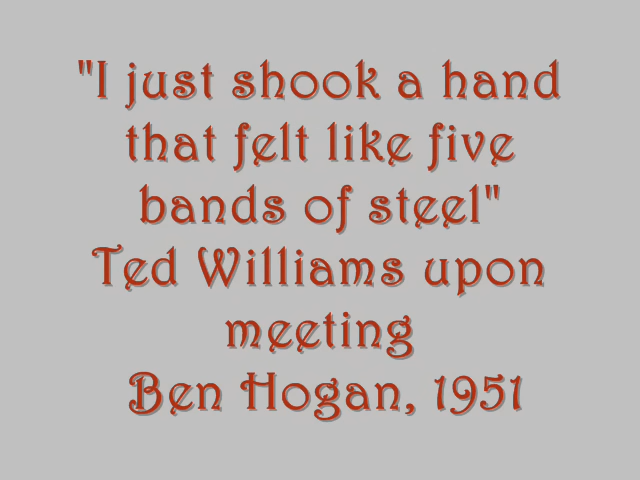 "I just shook a hand
that felt like five
bands of steel"
Ted Williams upon
meeting
Ben Hogan, 1951